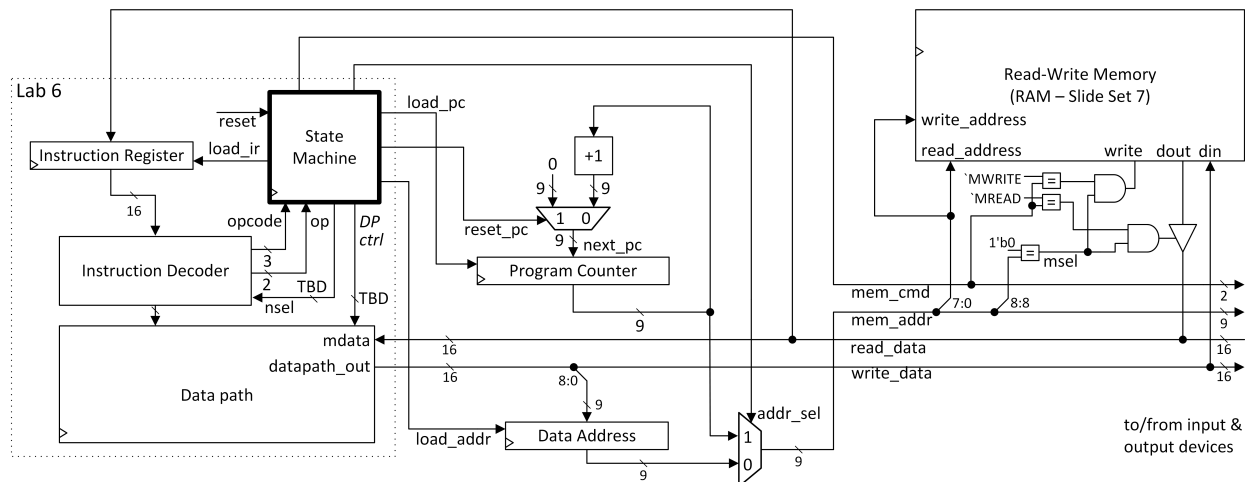 Lab 6
reset
State
Machine
load_ir
Instruction Register
16
opcode
op
DP
ctrl
3
2
Instruction Decoder
TBD
nsel
TBD
mdata
datapath_out
Data path
load_pc
reset_pc
load_addr
0
+1
9
9
1 0
9
next_pc
Program Counter
9
16
16
8:0
9
Data Address
9
addr_sel
1
0
9
Read-Write Memory
(RAM – Slide Set 7)
write_address
read_address
write
dout
din
`MWRITE
=
`MREAD
=
1'b0
=
msel
7:0
8:8
mem_cmd
2
mem_addr
9
read_data
16
write_data
16
to/from input &
output devices